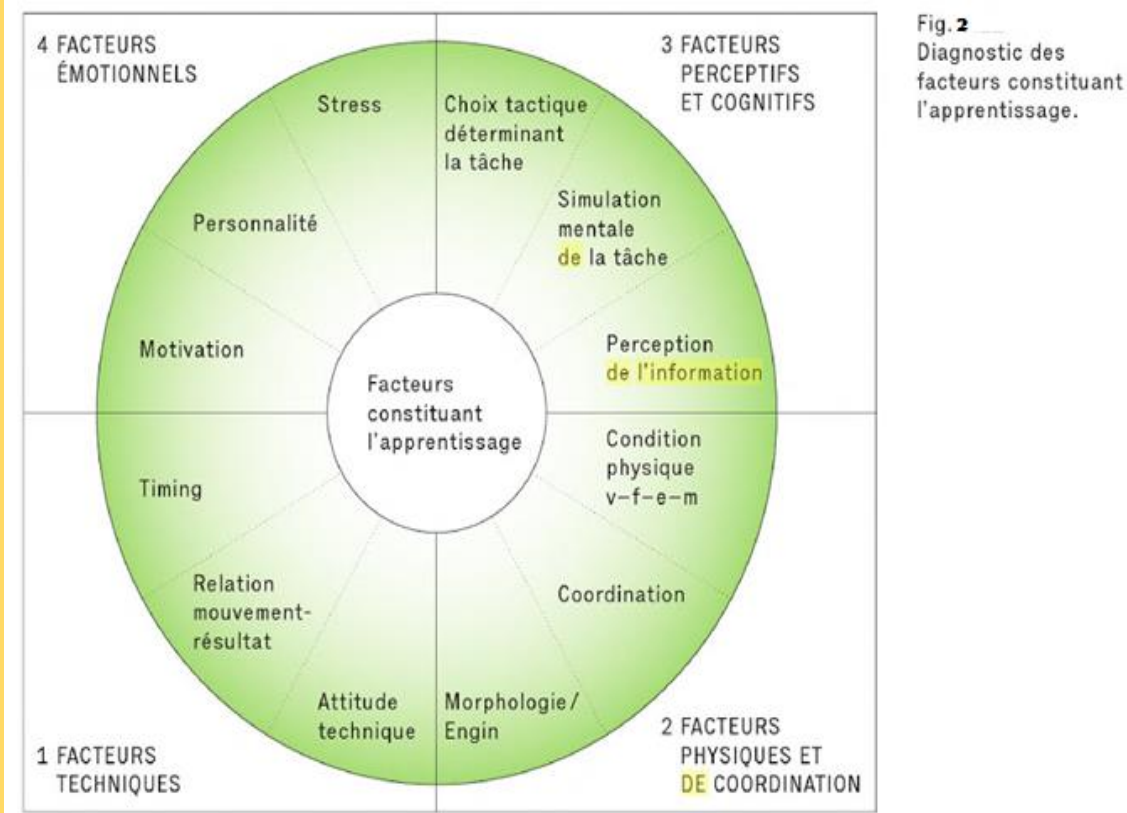 4 FACTEURS
ÉMOTIONNELS
3 FACTEURS
PERCEPTIFS
ET COGNITIFS
Fig. 2
Diagnostic des
facteurs constituant
l'apprentissage.
Stress
Choix tactique
déterminant
la tâche
Personnalité
Simulation
mentale
de la tâche
Motivation
Perception
de l'information
Facteurs
constituant
l'apprentissage
Timing
Condition
physique
v–f–e–m
Relation
mouvement-
résultat
Coordination
Attitude
technique
Morphologie/
Engin
1 FACTEURS
TECHNIQUES
2 FACTEURS
PHYSIQUES ET
DE COORDINATION